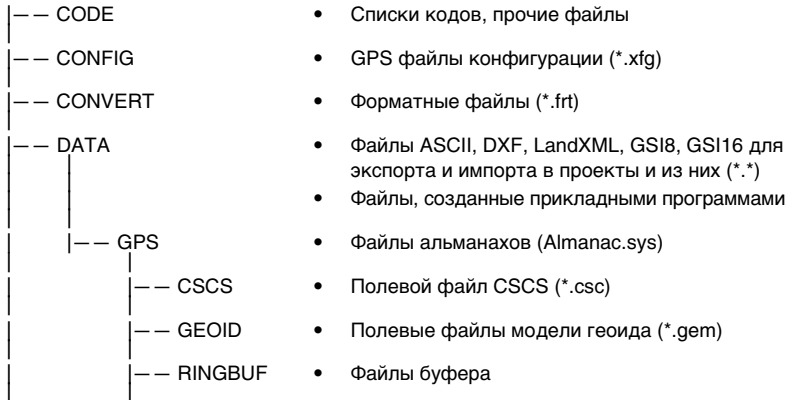 |–– CODE • Списки кодов, прочие файлы
|–– CONFIG • GPS файлы конфигурации (*.xfg)
|–– CONVERT • Форматные файлы (*.frt)
|–– DATA • Файлы ASCII, DXF, LandXML, GSI8, GSI16 для
экспорта и импорта в проекты и из них (*.*)
• Файлы, созданные прикладными программами
|–– GPS • Файлы альманахов (Almanac.sys)
|–– CSCS • Полевой файл CSCS (*.csc)
|–– GEOID • Полевые файлы модели геоида (*.gem)
|–– RINGBUF • Файлы буфера